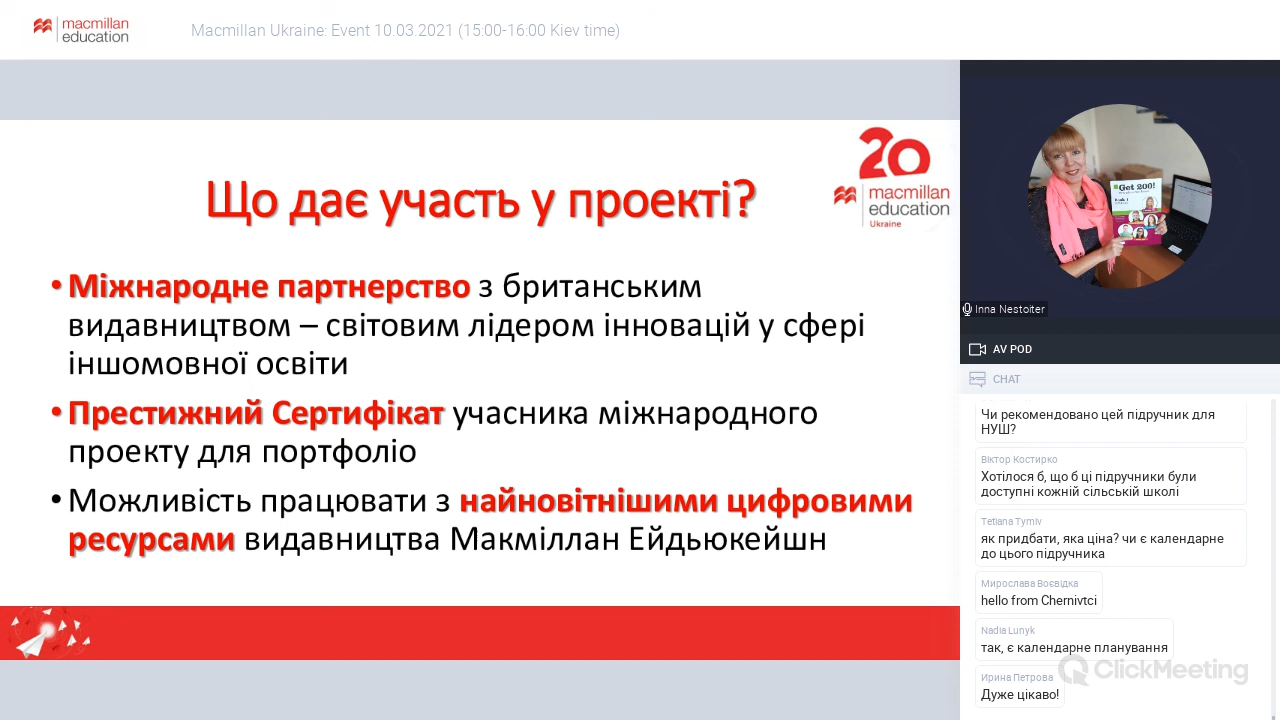 macmillan
education
Macmillan Ukraine: Event 10.03.2021 (15:00-16:00 Kiev time)
20
macmillan
education
Ukraine
Що дає участь у проекті?
• Міжнародне партнерство з британським
видавництвом – світовим лідером інновацій у сфері
іншомовної освіти
• Престижний Сертифікат учасника міжнародного
проекту для портфоліо
• Можливість працювати з найновітнішими цифровими
ресурсами видавництва Макміллан Ейдьюкейшн
Get 200!
Inna Nestoiter
AV POD
CHAT
Чи рекомендовано цей підручник для
НУШ?
Віктор Костирко
Хотілося б, що б ці підручники були
доступні кожній сільській школі
Tetiana Tymiv
як придбати, яка ціна? чи є календарне
до цього підручника
Мирослава Воєвідка
hello from Chernivtci
Nadia Lunyk
так, є календарне планування
Ирина Петрова
Дуже цікаво!
ClickMeeting